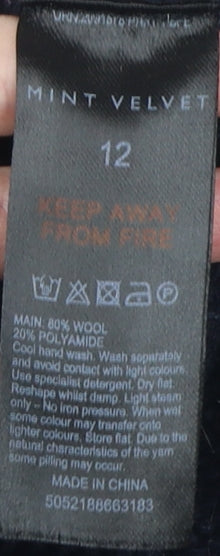 MINT VELVET
12
KEEP AWAY
FROM FIRE
MAIN: 80% WOOL
20% POLYAMIDE
Cool hand wash. Wash separately
and avoid contact with light colours.
Use specialist detergent. Dry flat.
Reshape whilst damp. Light steam
only - No iron pressure. When wet
some colour may transfer onto
lighter colours. Store flat. Due to the
natural characteristics of the yarn
some pilling may occur.
MADE IN CHINA
5052188663183